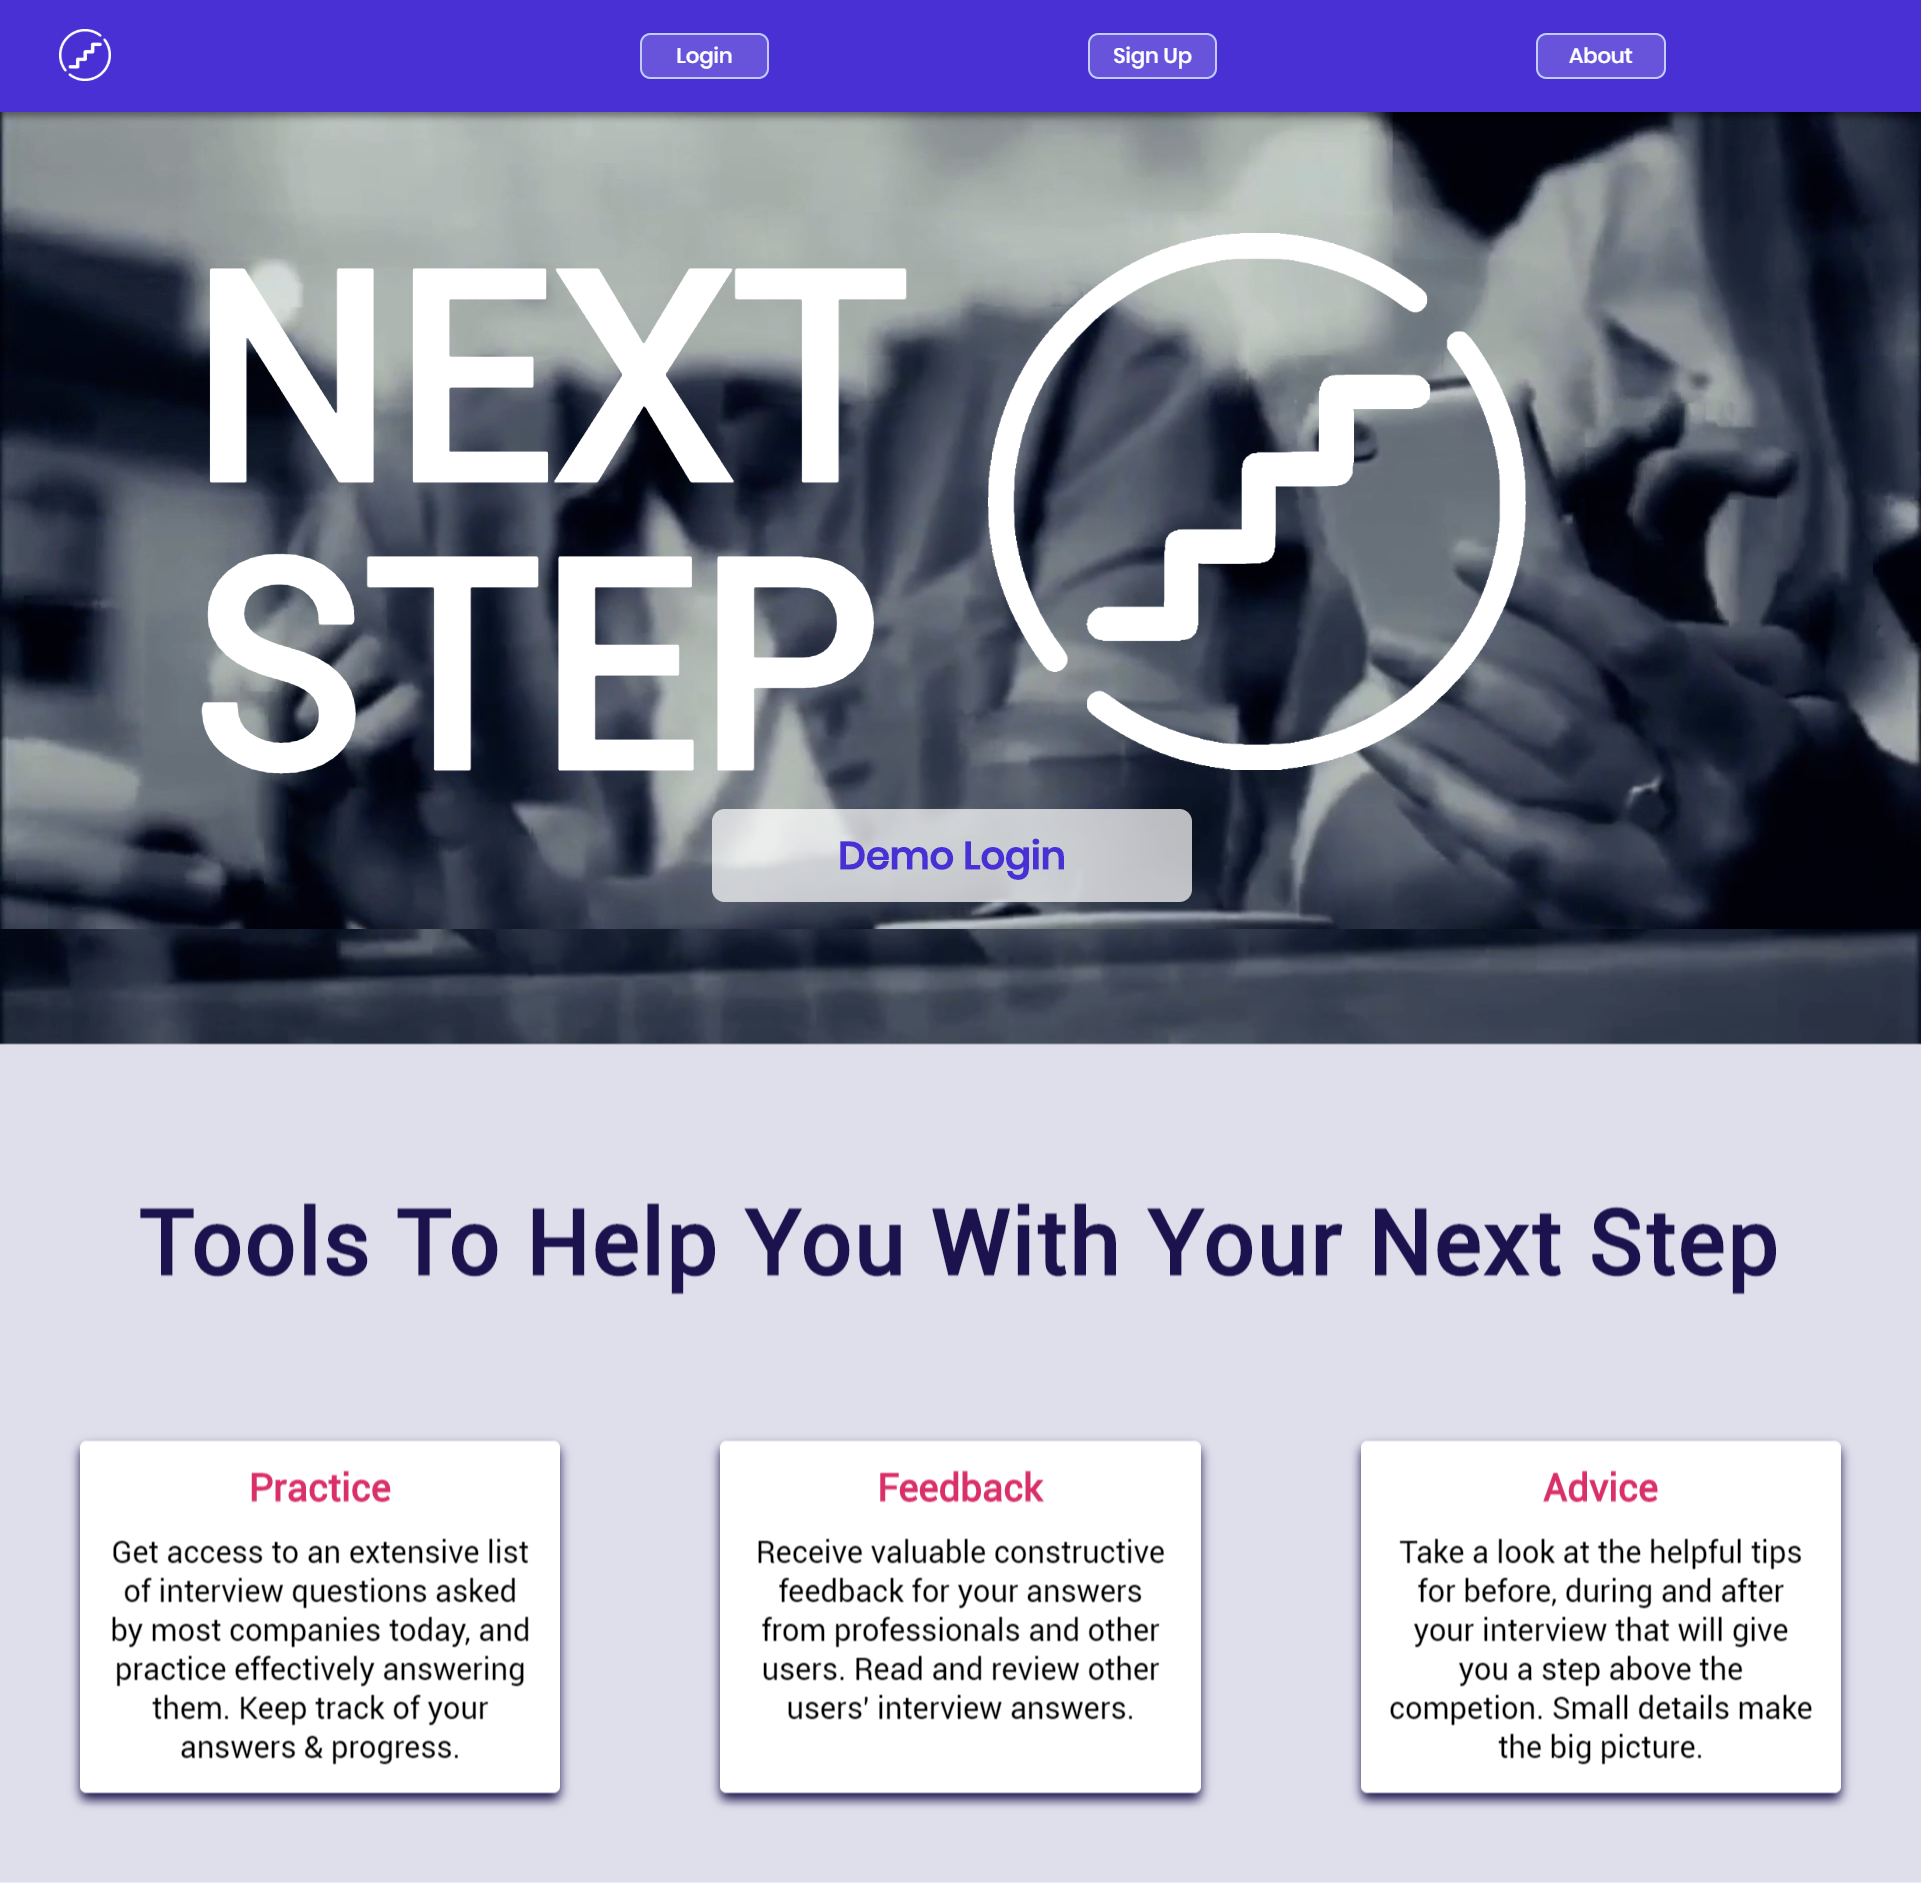 Login
Sign Up
About
NEXT
STEP
Demo Login
Tools To Help You With Your Next Step
Practice
Get access to an extensive list
of interview questions asked
by most companies today, and
practice effectively answering
them. Keep track of your
answers & progress.
Feedback
Receive valuable constructive
feedback for your answers
from professionals and other
users. Read and review other
users' interview answers.
Advice
Take a look at the helpful tips
for before, during and after
your interview that will give
you a step above the
competion. Small details make
the big picture.